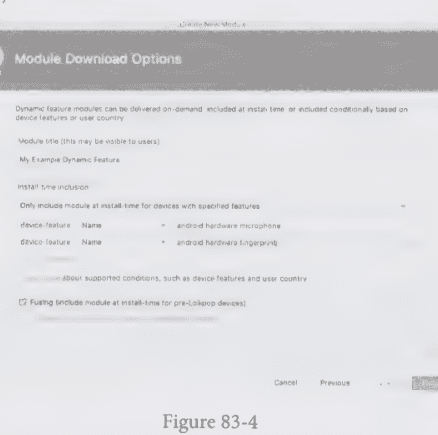 Create New Module
Module Download Options
Dynamic feature modules can be delivered on-demand, included at install time or included conditionally based on
device features or user country.
Module title (this may be visible to users)
My Example Dynamic Feature
Install-time inclusion
Only include module at install-time for devices with specified features
device-feature Name android.hardware.microphone
device-feature Name android.hardware.fingerprint
about supported conditions, such as device features and user country
Fusing (include module at install-time for pre-Lollipop devices)
Cancel Previous
Figure 83-4